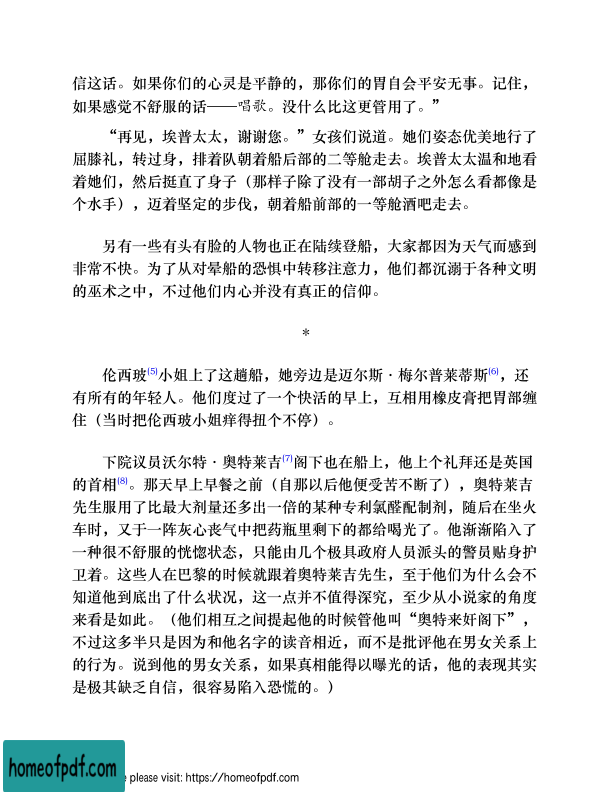 信这话。如果你们的心灵是平静的，那你们的胃自会平安无事。记住，
如果感觉不舒服的话——唱歌。没什么比这更管用了。”
“再见，埃普太太，谢谢您。”女孩们说道。她们姿态优美地行了
屈膝礼，转过身，排着队朝着船后部的二等舱走去。埃普太太温和地看
着她们，然后挺直了身子（那样子除了没有一部胡子之外怎么看都像是
个水手），迈着坚定的步伐，朝着船前部的一等舱酒吧走去。
另有一些有头有脸的人物也正在陆续登船，大家都因为天气而感到
非常不快。为了从对晕船的恐惧中转移注意力，他们都沉溺于各种文明
的巫术之中，不过他们内心并没有真正的信仰。
*
伦西玻[5]小姐上了这趟船，她旁边是迈尔斯·梅尔普莱蒂斯[6]，还
有所有的年轻人。他们度过了一个快活的早上，互相用橡皮膏把胃部缠
住（当时把伦西玻小姐痒得扭个不停）。
下院议员沃尔特·奥特莱吉[7]阁下也在船上，他上个礼拜还是英国
的首相[8]。那天早上早餐之前（自那以后他便受苦不断了），奥特莱吉
先生服用了比最大剂量还多出一倍的某种专利氯醛配制剂，随后在坐火
车时，又于一阵灰心丧气中把药瓶里剩下的都给喝光了。他渐渐陷入了
一种很不舒服的恍惚状态，只能由几个极具政府人员派头的警员贴身护
卫着。这些人在巴黎的时候就跟着奥特莱吉先生，至于他们为什么会不
知道他到底出了什么状况，这一点并不值得深究，至少从小说家的角度
来看是如此。（他们相互之间提起他的时候管他叫“奥特来奸阁下”，
不过这多半只是因为和他名字的读音相近，而不是批评他在男女关系上
的行为。说到他的男女关系，如果真相能得以曝光的话，他的表现其实
是极其缺乏自信，很容易陷入恐慌的。）
homeofpdf.com
e please visit: https://homeofpdf.com